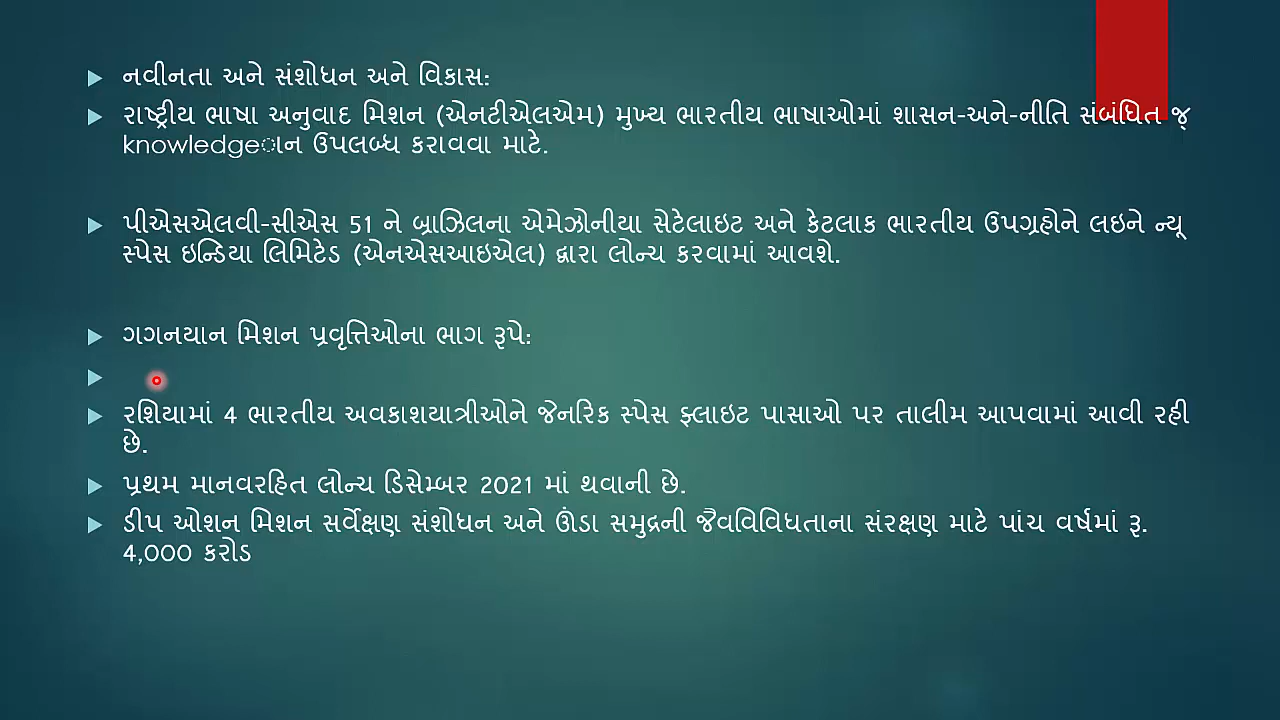 નવીનતા અને સંશોધન અને વિકાસ:
રાષ્ટ્રીય ભાષા અનુવાદ મિશન (એનટીએલએમ) મુખ્ય ભારતીય ભાષાઓમાં શાસન-અને-નીતિ સંબંધિત જ્
knowledgeાન ઉપલબ્ધ કરાવવા માટે.
પીએસએલવી-સીએસ 51 ને બ્રાઝિલના એમેઝોનીયા સેટેલાઇટ અને કેટલાક ભારતીય ઉપગ્રહોને લઇને ન્યૂ
સ્પેસ ઇન્ડિયા લિમિટેડ (એનએસઆઇએલ) દ્વારા લોન્ચ કરવામાં આવશે.
ગગનયાન મિશન પ્રવૃત્તિઓના ભાગ રૂપે:
રશિયામાં 4 ભારતીય અવકાશયાત્રીઓને જેનરિક સ્પેસ ફ્લાઇટ પાસાઓ પર તાલીમ આપવામાં આવી રહી
છે.
પ્રથમ માનવરહિત લોન્ચ ડિસેમ્બર 2021 માં થવાની છે.
ડીપ ઓશન મિશન સર્વેક્ષણ સંશોધન અને ઊંડા સમુદ્રની જૈવવિવિધતાના સંરક્ષણ માટે પાંચ વર્ષમાં રૂ.
4,000 કરોડ